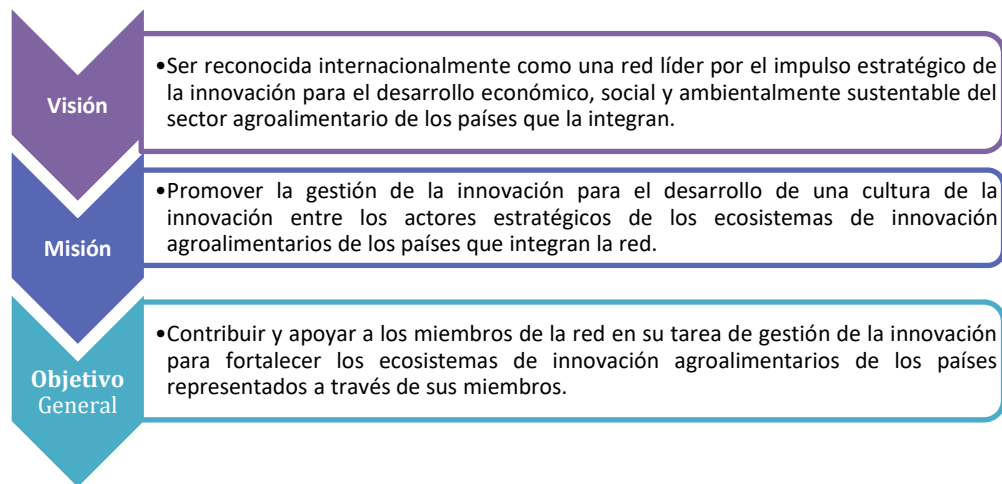 Visión
•Ser reconocida internacionalmente como una red líder por el impulso estratégico de
la innovación para el desarrollo económico, social y ambientalmente sustentable del
sector agroalimentario de los países que la integran.
Misión
•Promover la gestión de la innovación para el desarrollo de una cultura de la
innovación entre los actores estratégicos de los ecosistemas de innovación
agroalimentarios de los países que integran la red.
Objetivo
General
•Contribuir y apoyar a los miembros de la red en su tarea de gestión de la innovación
para fortalecer los ecosistemas de innovación agroalimentarios de los países
representados a través de sus miembros.